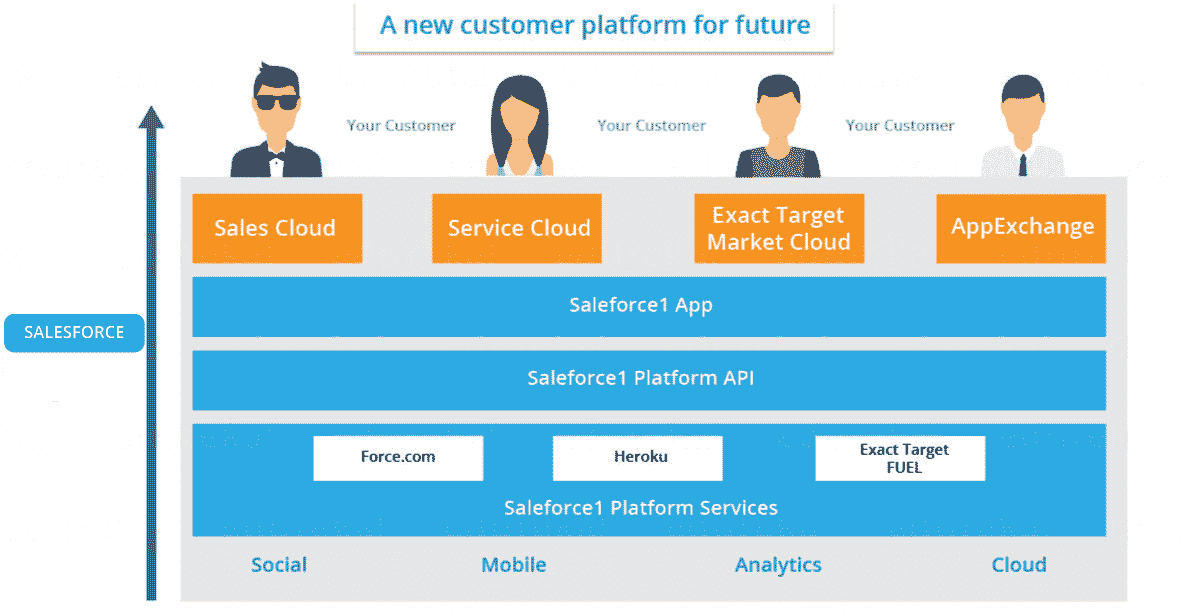 A new customer platform for future
Your Customer
Your Customer
Your Customer
Sales Cloud
Service Cloud
Exact Target
Market Cloud
AppExchange
Saleforce1 App
SALESFORCE
Saleforce1 Platform API
Force.com
Heroku
Exact Target
FUEL
Saleforce1 Platform Services
Social
Mobile
Analytics
Cloud